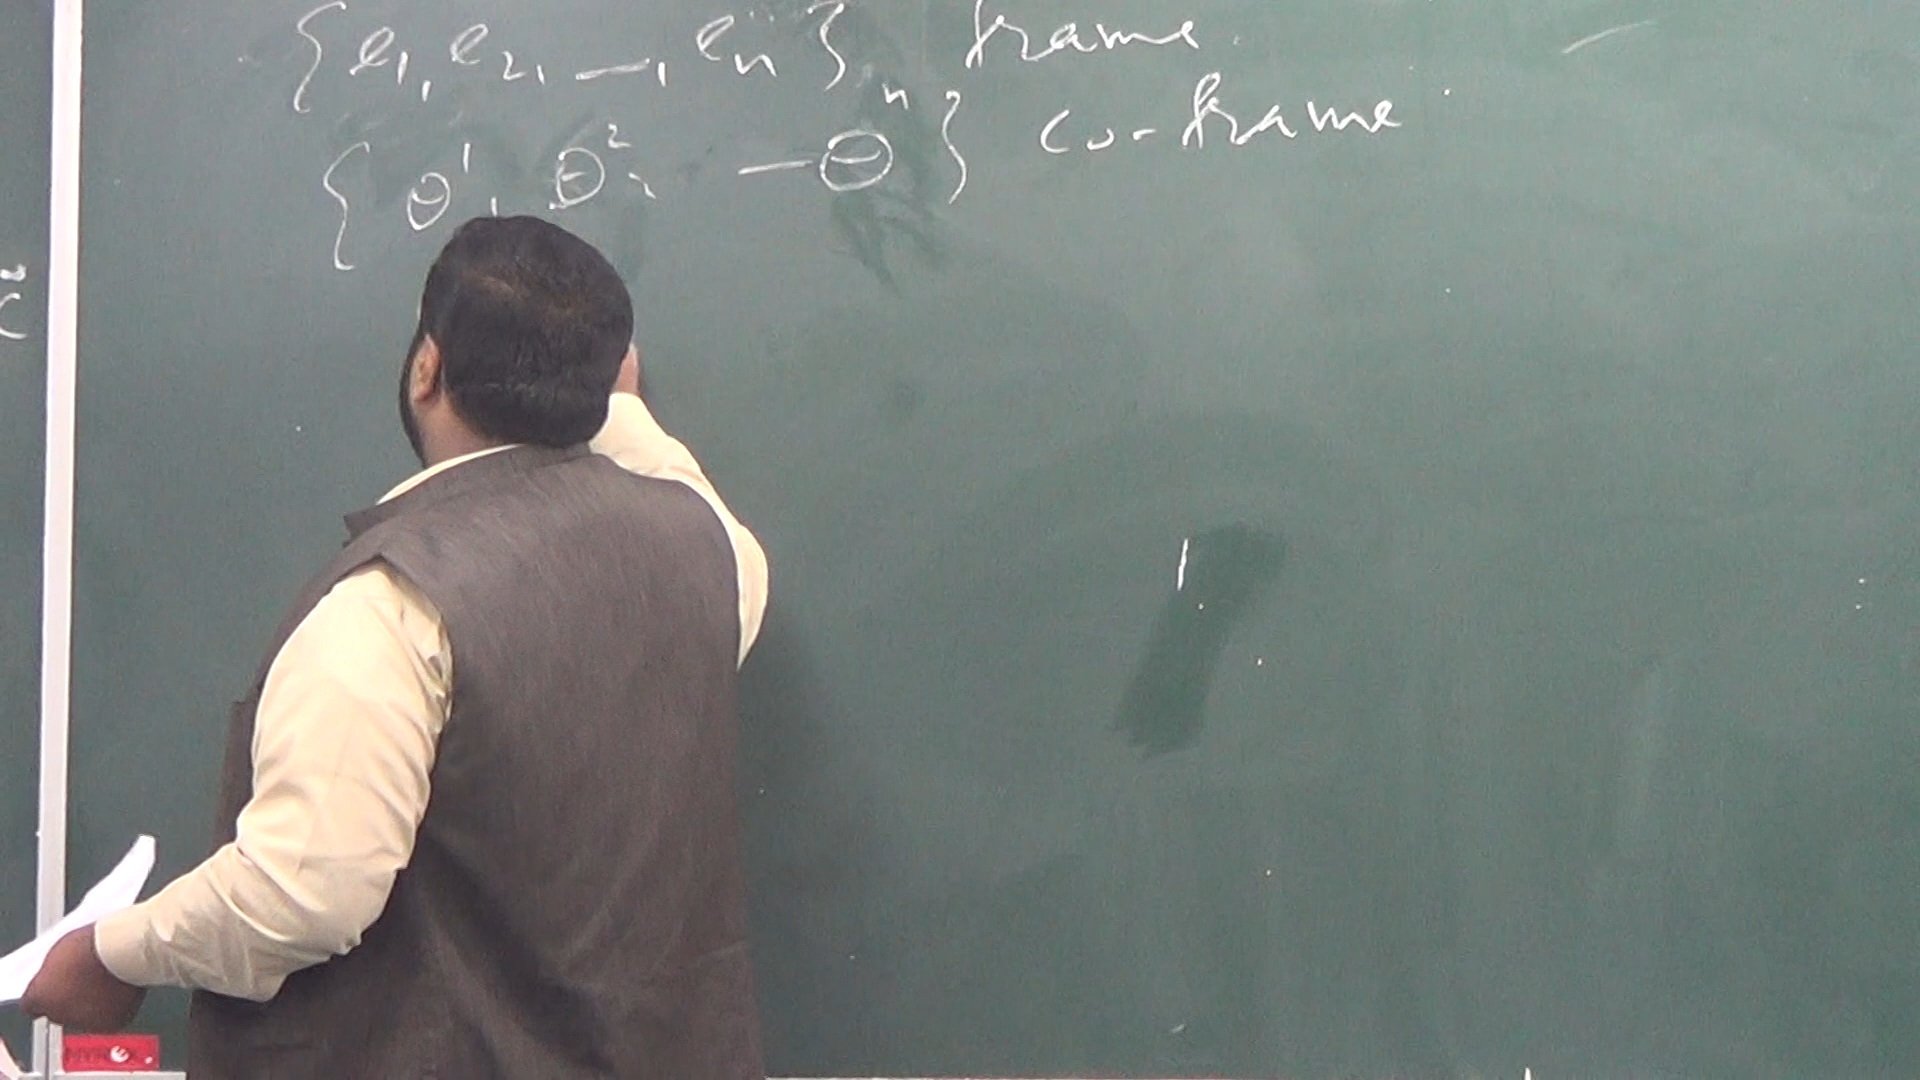 {e₁, e₂, —, eₙ} frame
{θ¹, θ², — θⁿ} co-frame